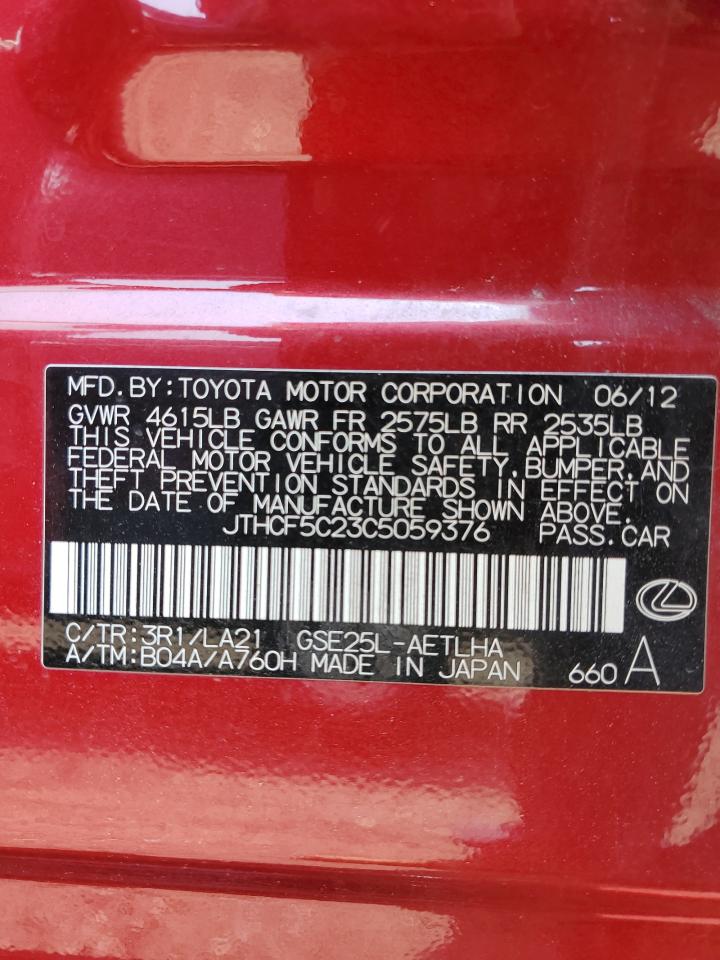 MFD. BY: TOYOTA MOTOR CORPORATION 06/12
GVWR 4615LB GAWR FR 2575LB RR 2535LB
THIS VEHICLE CONFORMS TO ALL APPLICABLE
FEDERAL MOTOR VEHICLE SAFETY, BUMPER, AND
THEFT PREVENTION STANDARDS IN EFFECT ON
THE DATE OF MANUFACTURE SHOWN ABOVE.
JTHCF5C23C5059376 PASS. CAR
C/TR: 3R1/LA21 GSE25L-AETLHA
A/TM: B04A/A760H MADE IN JAPAN 660 A